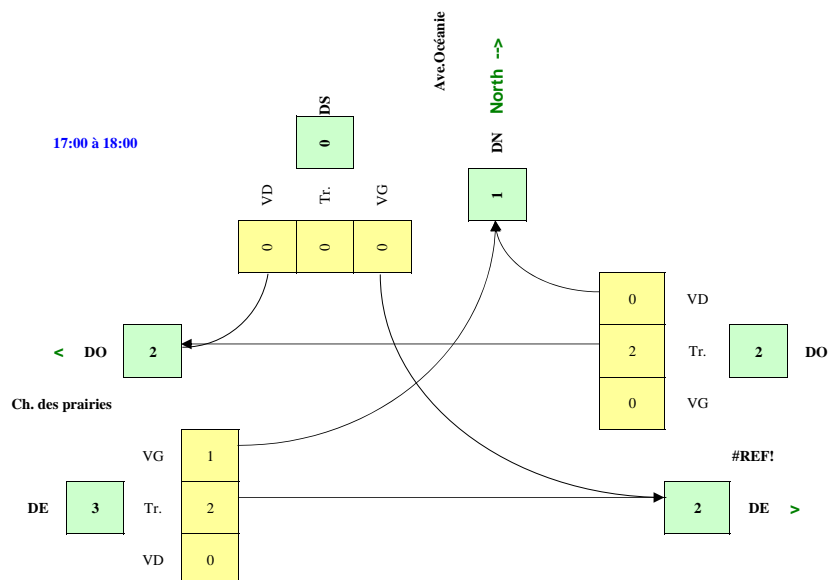 Ave.Océanie
North -->
DS
17:00 à 18:00
0
DN
VD Tr. VG
1
0 0 0
0 VD
< DO 2
2 Tr. 2 DO
Ch. des prairies
0 VG
VG 1
#REF!
DE 3 Tr. 2
2 DE >
VD 0